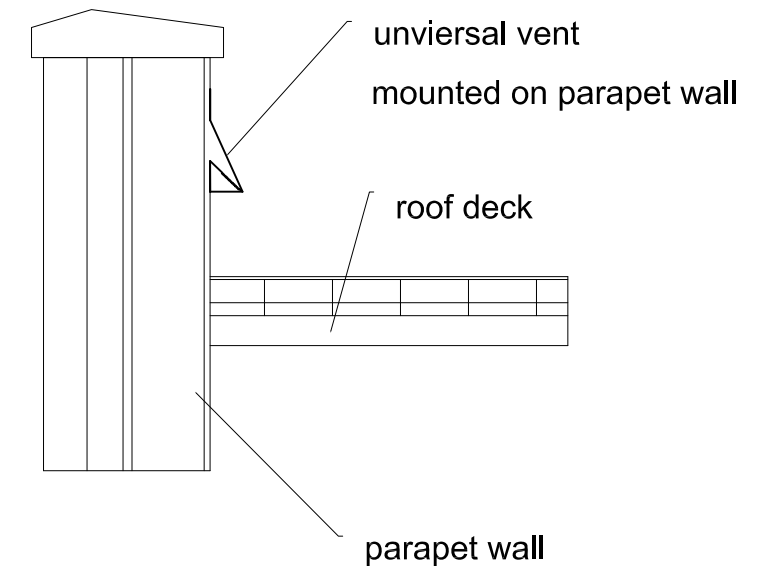 unviersal vent
mounted on parapet wall
roof deck
parapet wall